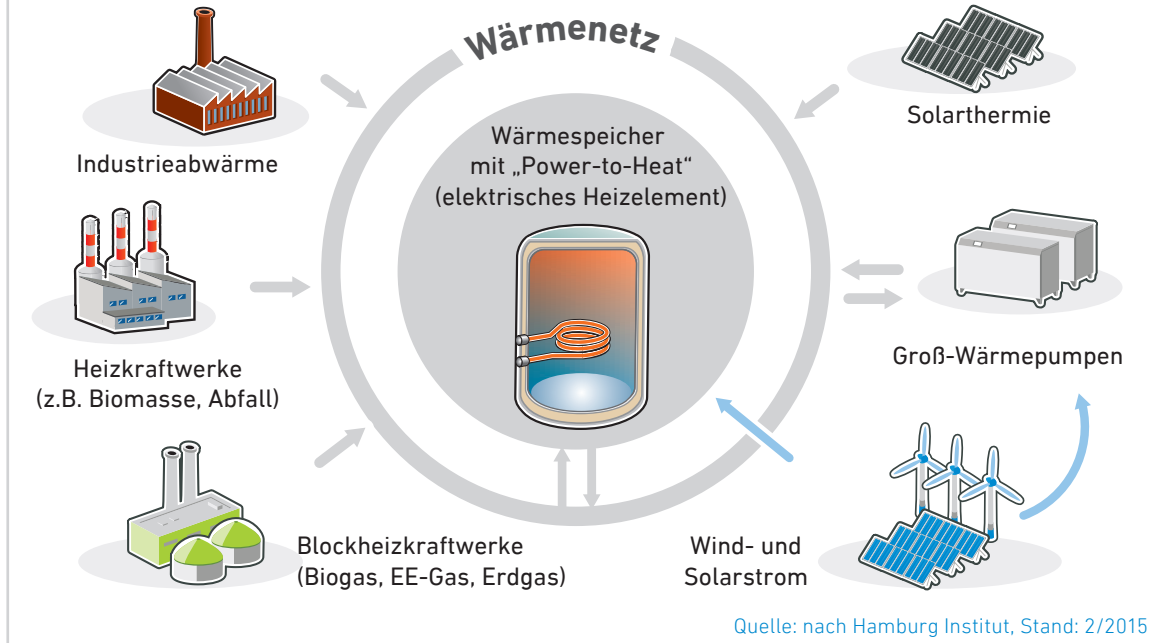 Wärmenetz
Industrieabwärme
Solarthermie
Wärmespeicher
mit „Power-to-Heat“
(elektrisches Heizelement)
Heizkraftwerke
(z.B. Biomasse, Abfall)
Groß-Wärmepumpen
Blockheizkraftwerke
(Biogas, EE-Gas, Erdgas)
Wind- und
Solarstrom
Quelle: nach Hamburg Institut, Stand: 2/2015